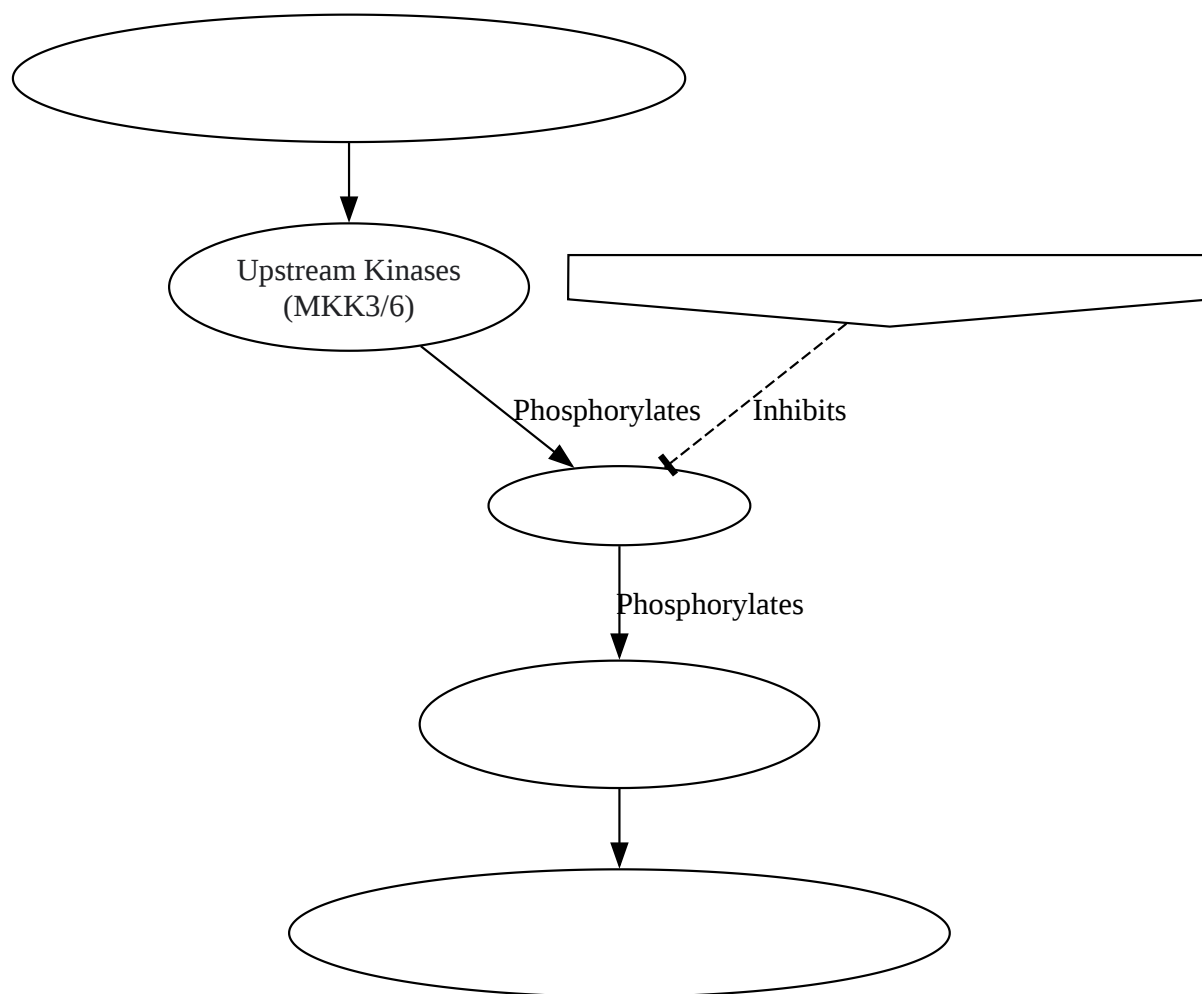 Upstream Kinases
(MKK3/6)
Phosphorylates
Inhibits
Phosphorylates